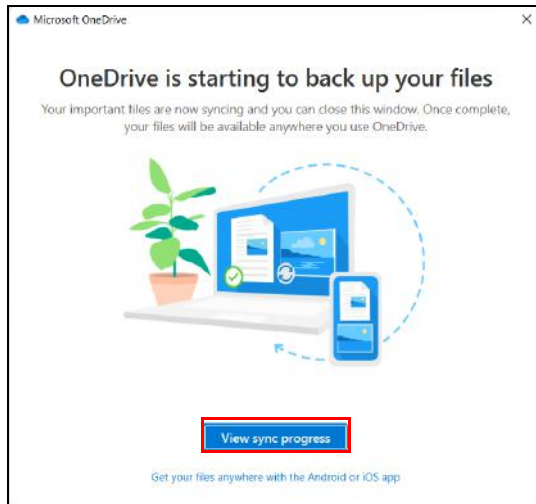 Microsoft OneDrive
OneDrive is starting to back up your files
Your important files are now syncing and you can close this window. Once complete,
your files will be available anywhere you use OneDrive.
View sync progress
Get your files anywhere with the Android or iOS app